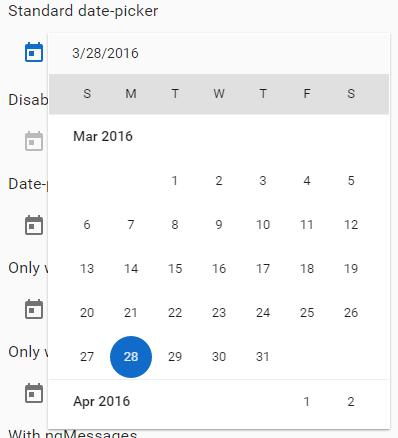 Standard date-picker
3/28/2016
S M T W T F S
Disab
Mar 2016
1 2 3 4 5
Date-p
6 7 8 9 10 11 12
13 14 15 16 17 18 19
Only w
20 21 22 23 24 25 26
Only w
27 28 29 30 31
Apr 2016 1 2
With ngMessages